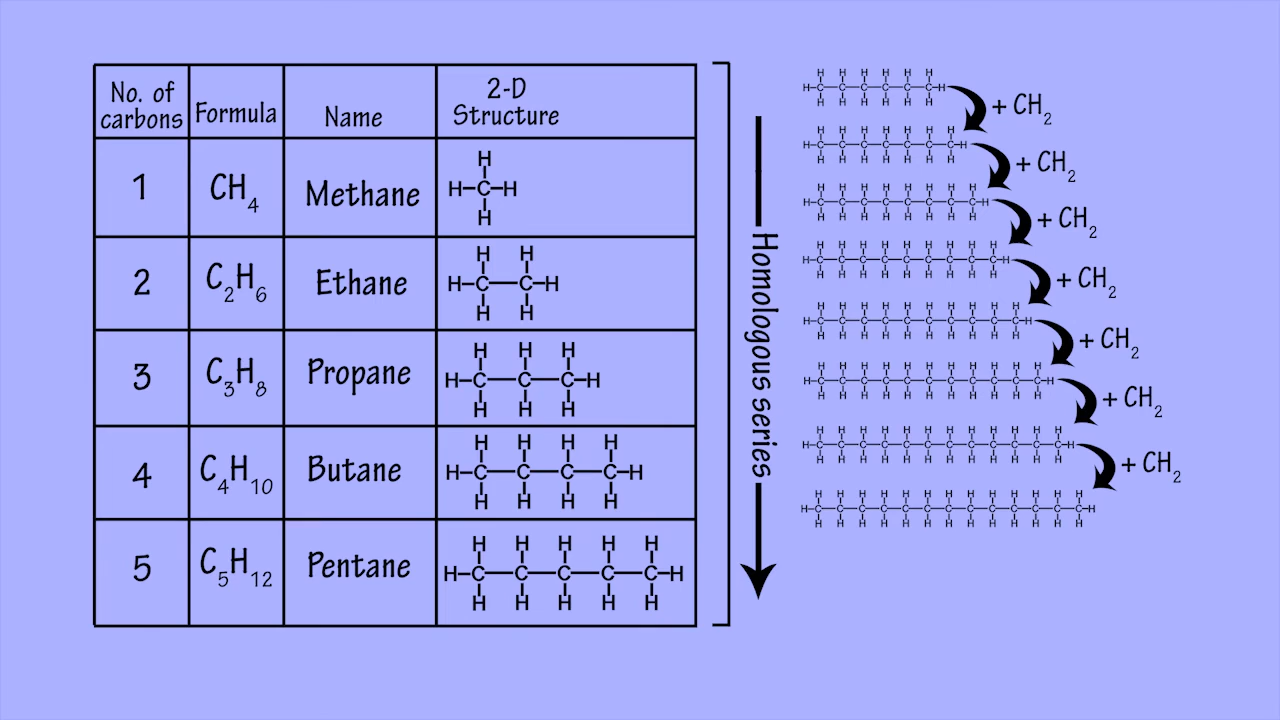 No. of
carbons
Formula
Name
2-D
Structure
1
CH₄
Methane
H
H–C–H
H
2
C₂H₆
Ethane
H H
H–C–C–H
H H
3
C₃H₈
Propane
H H H
H–C–C–C–H
H H H
4
C₄H₁₀
Butane
H H H H
H–C–C–C–C–H
H H H H
5
C₅H₁₂
Pentane
H H H H H
H–C–C–C–C–C–H
H H H H H
Homologous series
H H H H H H
H–C–C–C–C–C–C–H
H H H H H H
+ CH₂
H H H H H H H
H–C–C–C–C–C–C–C–H
H H H H H H H
+ CH₂
H H H H H H H H
H–C–C–C–C–C–C–C–C–H
H H H H H H H H
+ CH₂
H H H H H H H H H
H–C–C–C–C–C–C–C–C–C–H
H H H H H H H H H
+ CH₂
H H H H H H H H H H
H–C–C–C–C–C–C–C–C–C–C–H
H H H H H H H H H H
+ CH₂
H H H H H H H H H H H
H–C–C–C–C–C–C–C–C–C–C–C–H
H H H H H H H H H H H
+ CH₂
H H H H H H H H H H H H
H–C–C–C–C–C–C–C–C–C–C–C–C–H
H H H H H H H H H H H H
+ CH₂
H H H H H H H H H H H H H
H–C–C–C–C–C–C–C–C–C–C–C–C–C–H
H H H H H H H H H H H H H